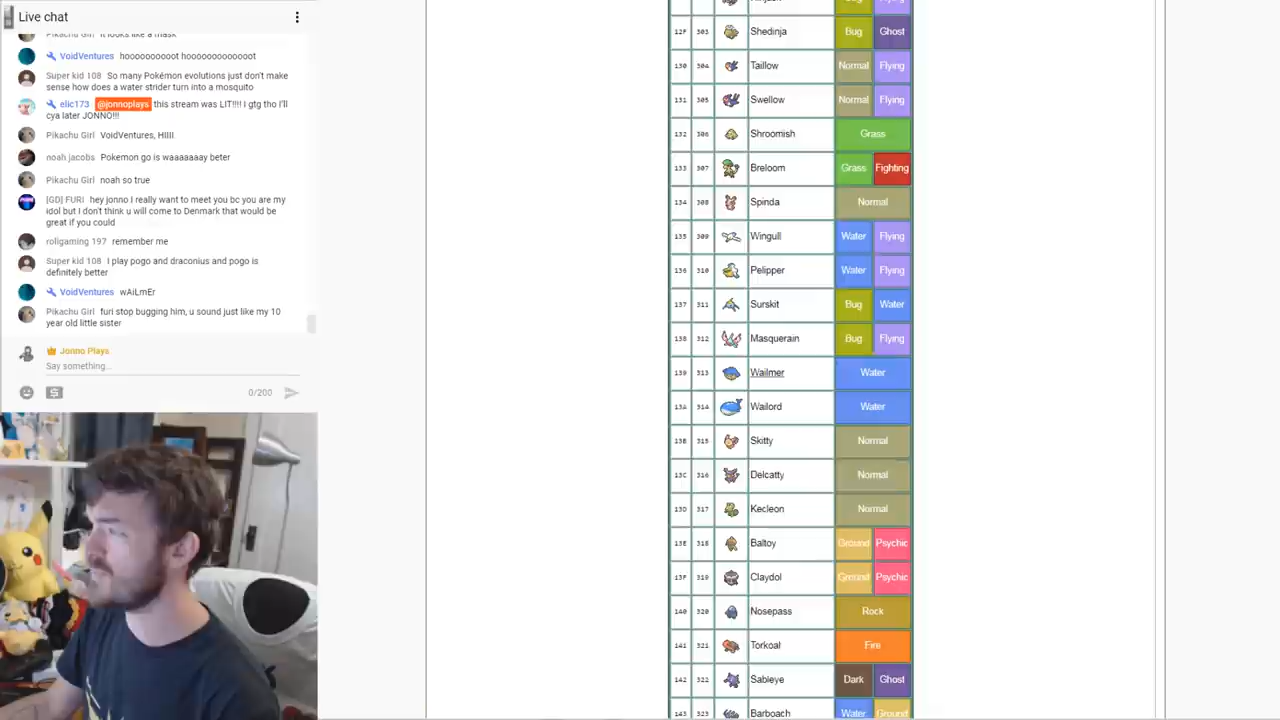 Live chat
VoidVentures hoooooooooot hooooooooooooot
Super kid 108 So many Pokémon evolutions just don't make
sense how does a water strider turn into a mosquito
elic173 @jonnoplays this stream was LIT!!!! I gtg tho I'll
cya later JONNO!!!
Pikachu Girl VoidVentures, HIIII
noah jacobs Pokemon go is waaaaaaay beter
Pikachu Girl noah so true
[GD] FURI hey jonno I really want to meet you bc you are my
idol but I don't think u will come to Denmark that would be
great if you could
roligaming 197 remember me
Super kid 108 I play pogo and draconius and pogo is
definitely better
VoidVentures wAiLmEr
Pikachu Girl furi stop bugging him, u sound just like my 10
year old little sister
Jonno Plays
Say something...
0/200
12F 303 Shedinja Bug Ghost
130 304 Taillow Normal Flying
131 305 Swellow Normal Flying
132 306 Shroomish Grass
133 307 Breloom Grass Fighting
134 308 Spinda Normal
135 309 Wingull Water Flying
136 310 Pelipper Water Flying
137 311 Surskit Bug Water
138 312 Masquerain Bug Flying
139 313 Wailmer Water
13A 314 Wailord Water
13B 315 Skitty Normal
13C 316 Delcatty Normal
13D 317 Kecleon Normal
13E 318 Baltoy Ground Psychic
13F 319 Claydol Ground Psychic
140 320 Nosepass Rock
141 321 Torkoal Fire
142 322 Sableye Dark Ghost
143 323 Barboach Water Ground